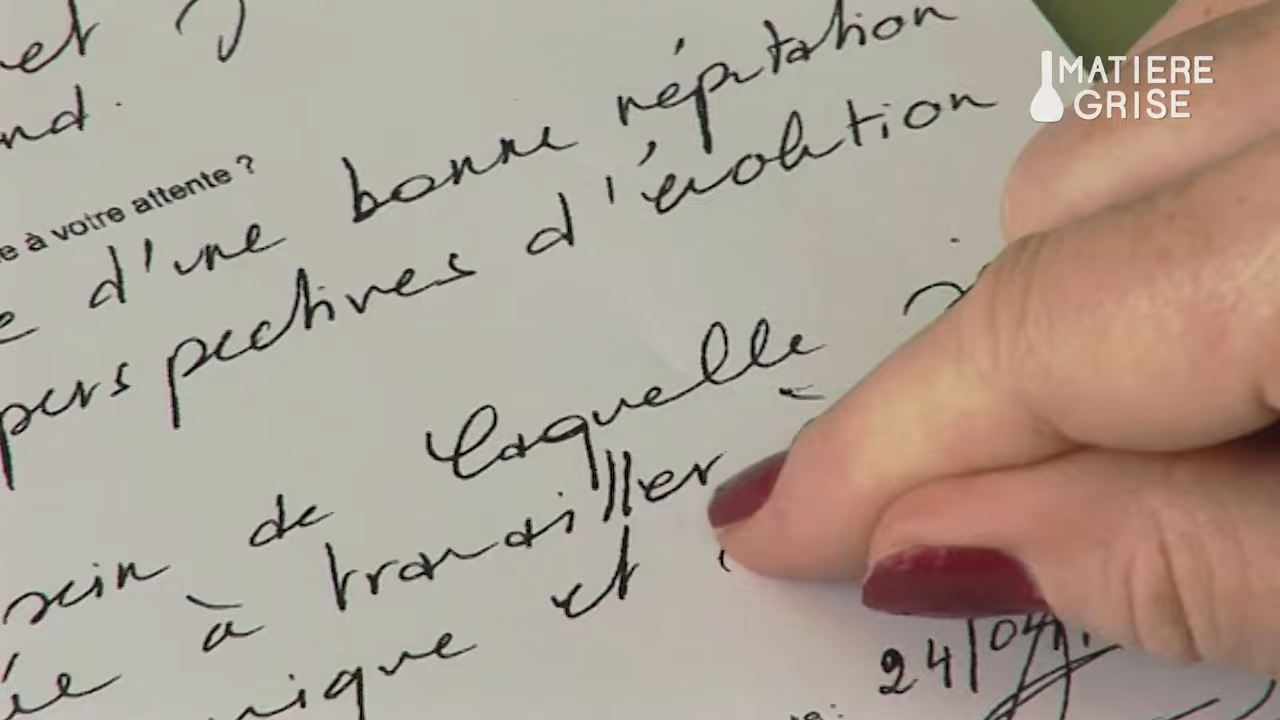 et
nd.
e à votre attente ?
e d'une bonne réputation
perspectives d'évolution
sein de laquelle
ée à travailler
nique et
24/04
MATIERE
GRISE